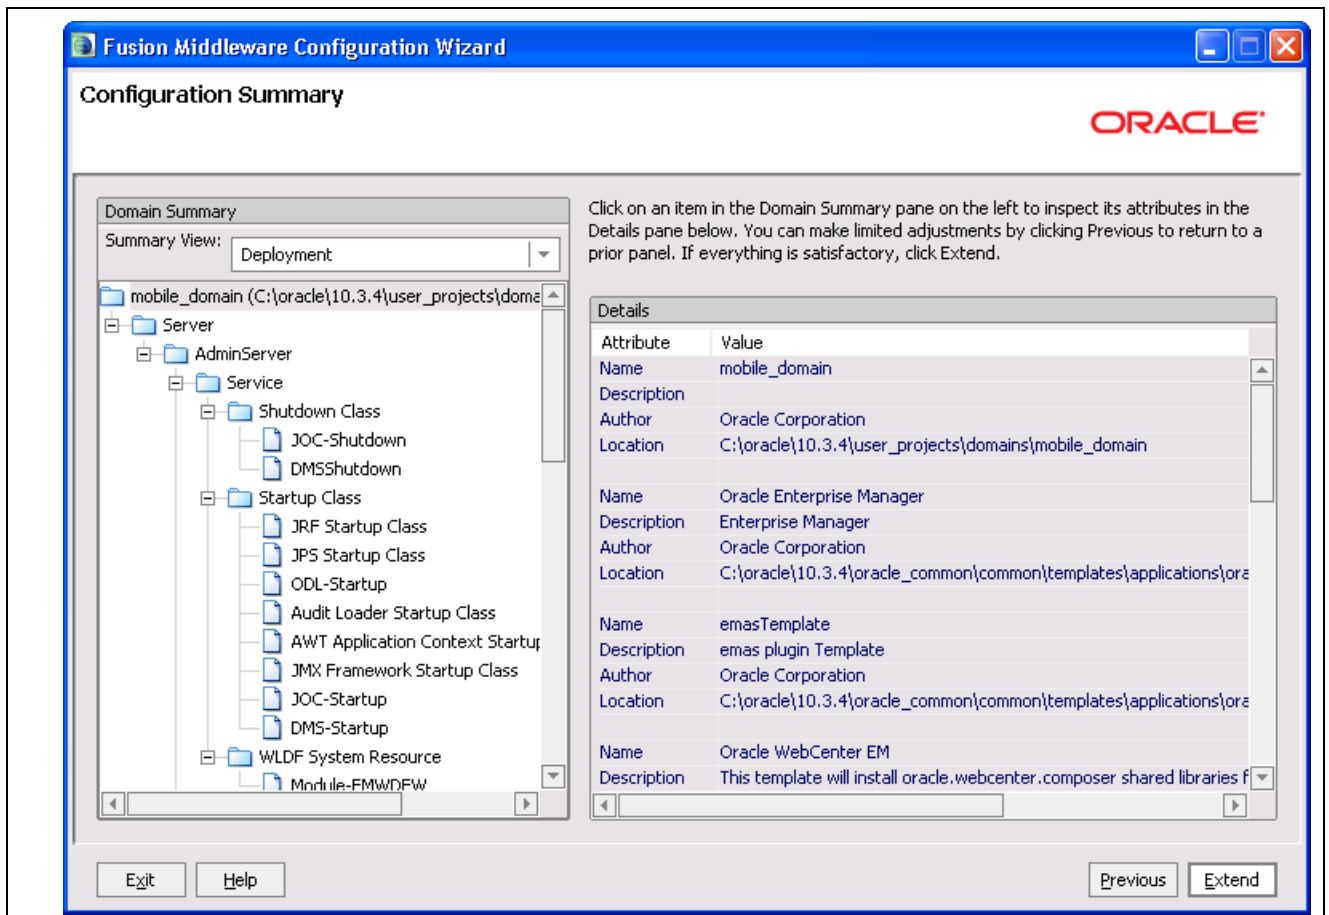 Fusion Middleware Configuration Wizard
Configuration Summary
ORACLE
Domain Summary
Summary View:
Deployment
mobile_domain (C:\oracle\10.3.4\user_projects\doma
Server
AdminServer
Service
Shutdown Class
JOC-Shutdown
DMSShutdown
Startup Class
JRF Startup Class
JPS Startup Class
ODL-Startup
Audit Loader Startup Class
AWT Application Context Startup
JMX Framework Startup Class
JOC-Startup
DMS-Startup
WLDF System Resource
Module-FMWDFW
Click on an item in the Domain Summary pane on the left to inspect its attributes in the
Details pane below. You can make limited adjustments by clicking Previous to return to a
prior panel. If everything is satisfactory, click Extend.
Details
Attribute Value
Name mobile_domain
Description
Author Oracle Corporation
Location C:\oracle\10.3.4\user_projects\domains\mobile_domain
Name Oracle Enterprise Manager
Description Enterprise Manager
Author Oracle Corporation
Location C:\oracle\10.3.4\oracle_common\common\templates\applications\ora
Name emasTemplate
Description emas plugin Template
Author Oracle Corporation
Location C:\oracle\10.3.4\oracle_common\common\templates\applications\ora
Name Oracle WebCenter EM
Description This template will install oracle.webcenter.composer shared libraries f
Exit
Help
Previous
Extend